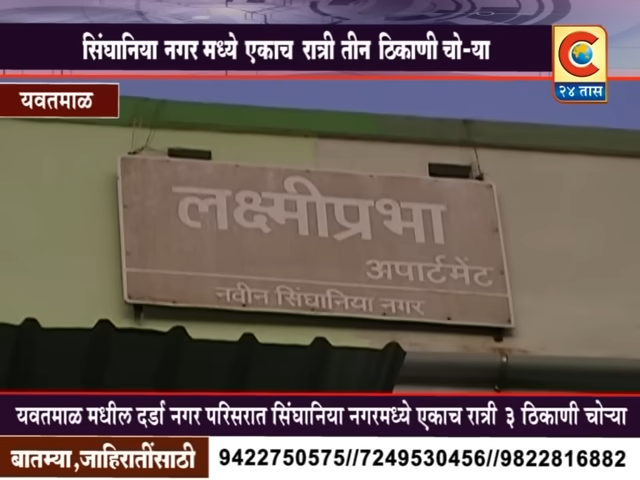 सिंघानिया नगर मध्ये एकाच रात्री तीन ठिकाणी चो-या
C
२४ तास
यवतमाळ
लक्ष्मीप्रभा
अपार्टमेंट
नवीन सिंघानिया नगर
यवतमाळ मधील दर्डा नगर परिसरात सिंघानिया नगरमध्ये एकाच रात्री ३ ठिकाणी चोऱ्या
बातम्या,जाहिरातींसाठी
9422750575//7249530456//9822816882